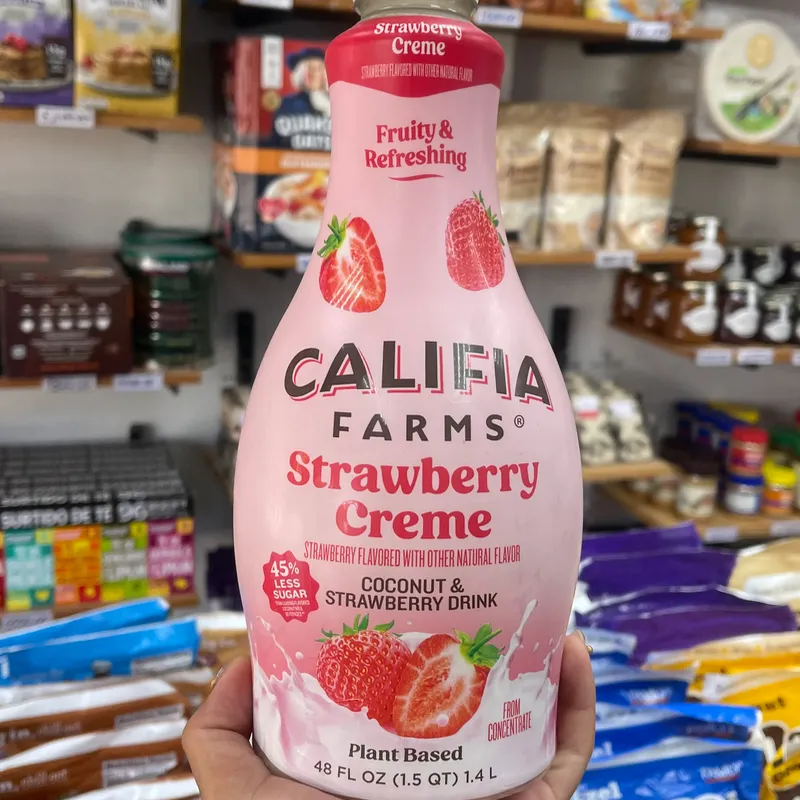 Strawberry
Creme
STRAWBERRY FLAVORED WITH OTHER NATURAL FLAVOR
Fruity &
Refreshing
CALIFIA
FARMS®
Strawberry
Creme
STRAWBERRY FLAVORED WITH OTHER NATURAL FLAVOR
45%
LESS
SUGAR
COCONUT &
STRAWBERRY DRINK
FROM
CONCENTRATE
Plant Based
48 FL OZ (1.5 QT) 1.4 L
QUAKER
SURTIDO DE TÉ